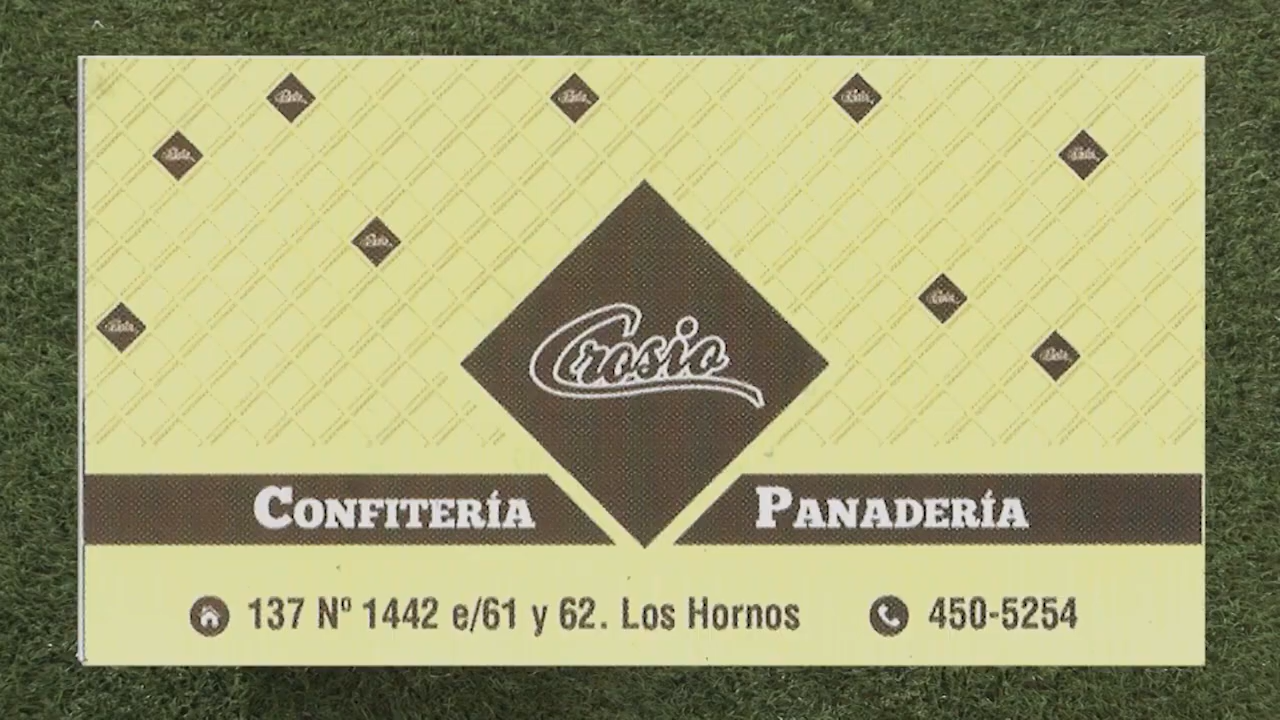 Crosio
CONFITERÍA
PANADERÍA
137 Nº 1442 e/61 y 62. Los Hornos
450-5254